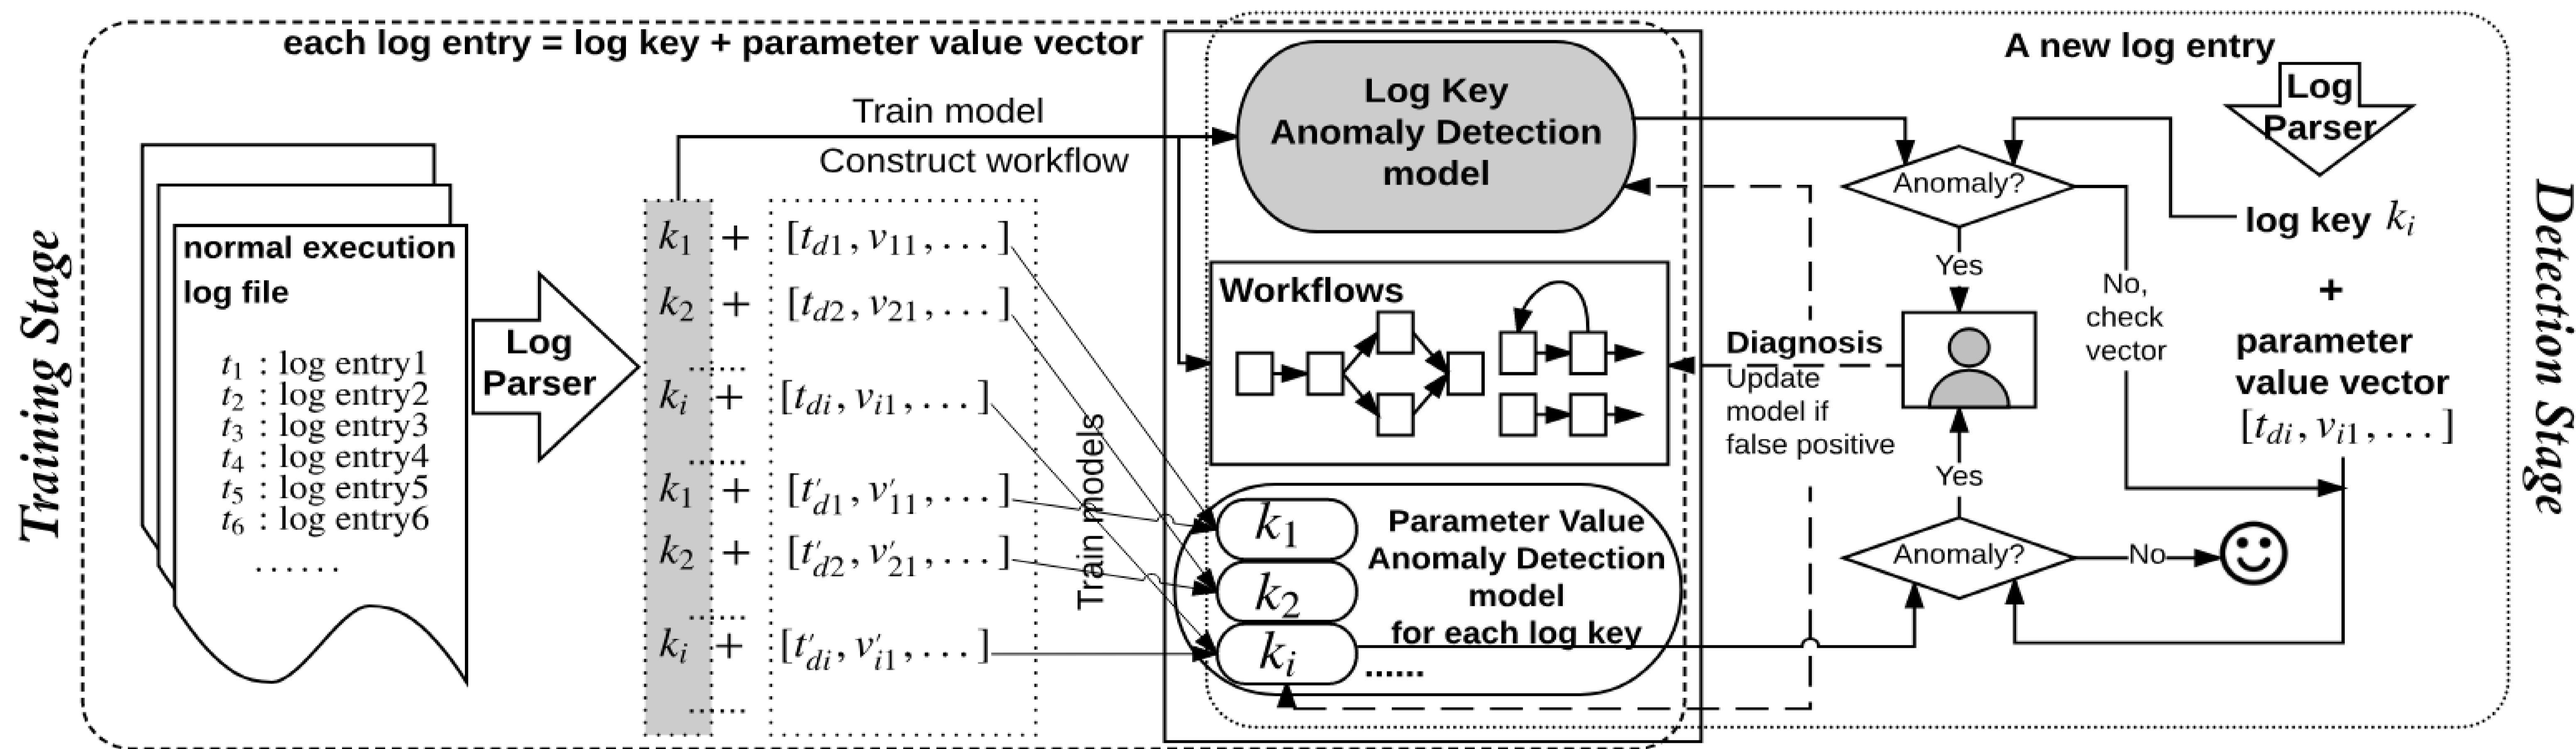 Training Stage
each log entry = log key + parameter value vector
normal execution
log file
t1 : log entry1
t2 : log entry2
t3 : log entry3
t4 : log entry4
t5 : log entry5
t6 : log entry6
......
Log
Parser
Train model
Construct workflow
k1 + [td1, v11, ...]
k2 + [td2, v21, ...]
......
ki + [tdi, vi1, ...]
......
k1 + [t'd1, v'11, ...]
k2 + [t'd2, v'21, ...]
......
ki + [t'di, v'i1, ...]
......
Train models
Log Key
Anomaly Detection
model
Workflows
k1
k2
ki
......
Parameter Value
Anomaly Detection
model
for each log key
Diagnosis
Update
model if
false positive
Anomaly?
Yes
No,
check
vector
Yes
Anomaly?
No
A new log entry
Log
Parser
log key ki
+
parameter
value vector
[tdi, vi1, ...]
Detection Stage